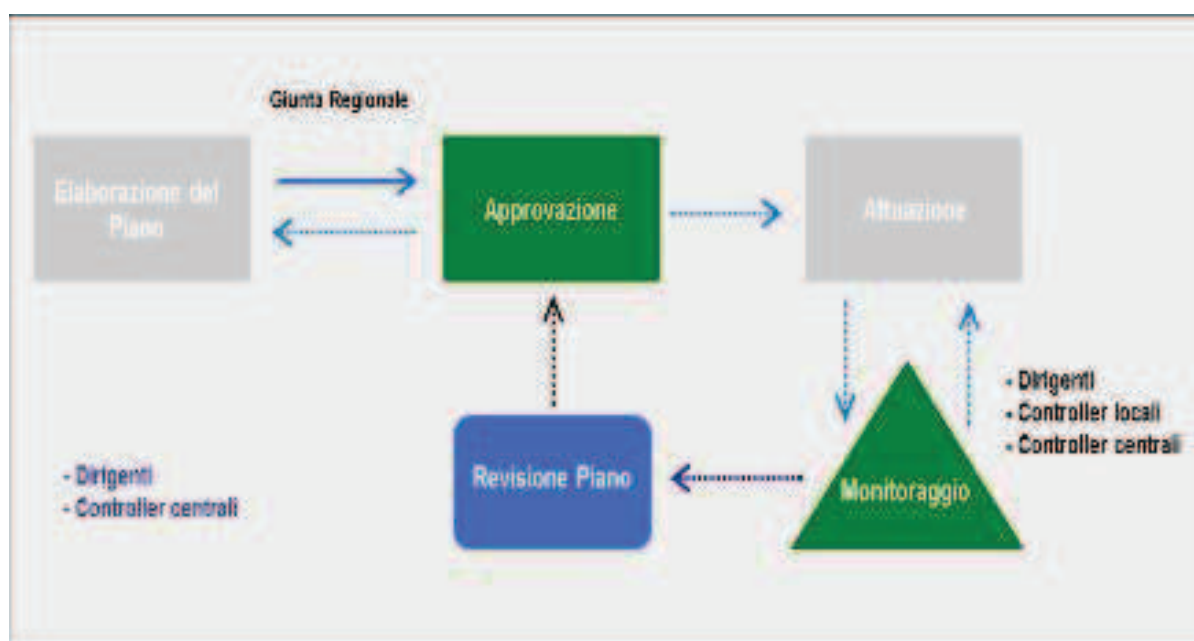 Giunta Regionale
Elaborazione del
Piano
Approvazione
Attuazione
- Dirigenti
- Controller locali
- Controller centrali
Monitoraggio
Revisione Piano
- Dirigenti
- Controller centrali